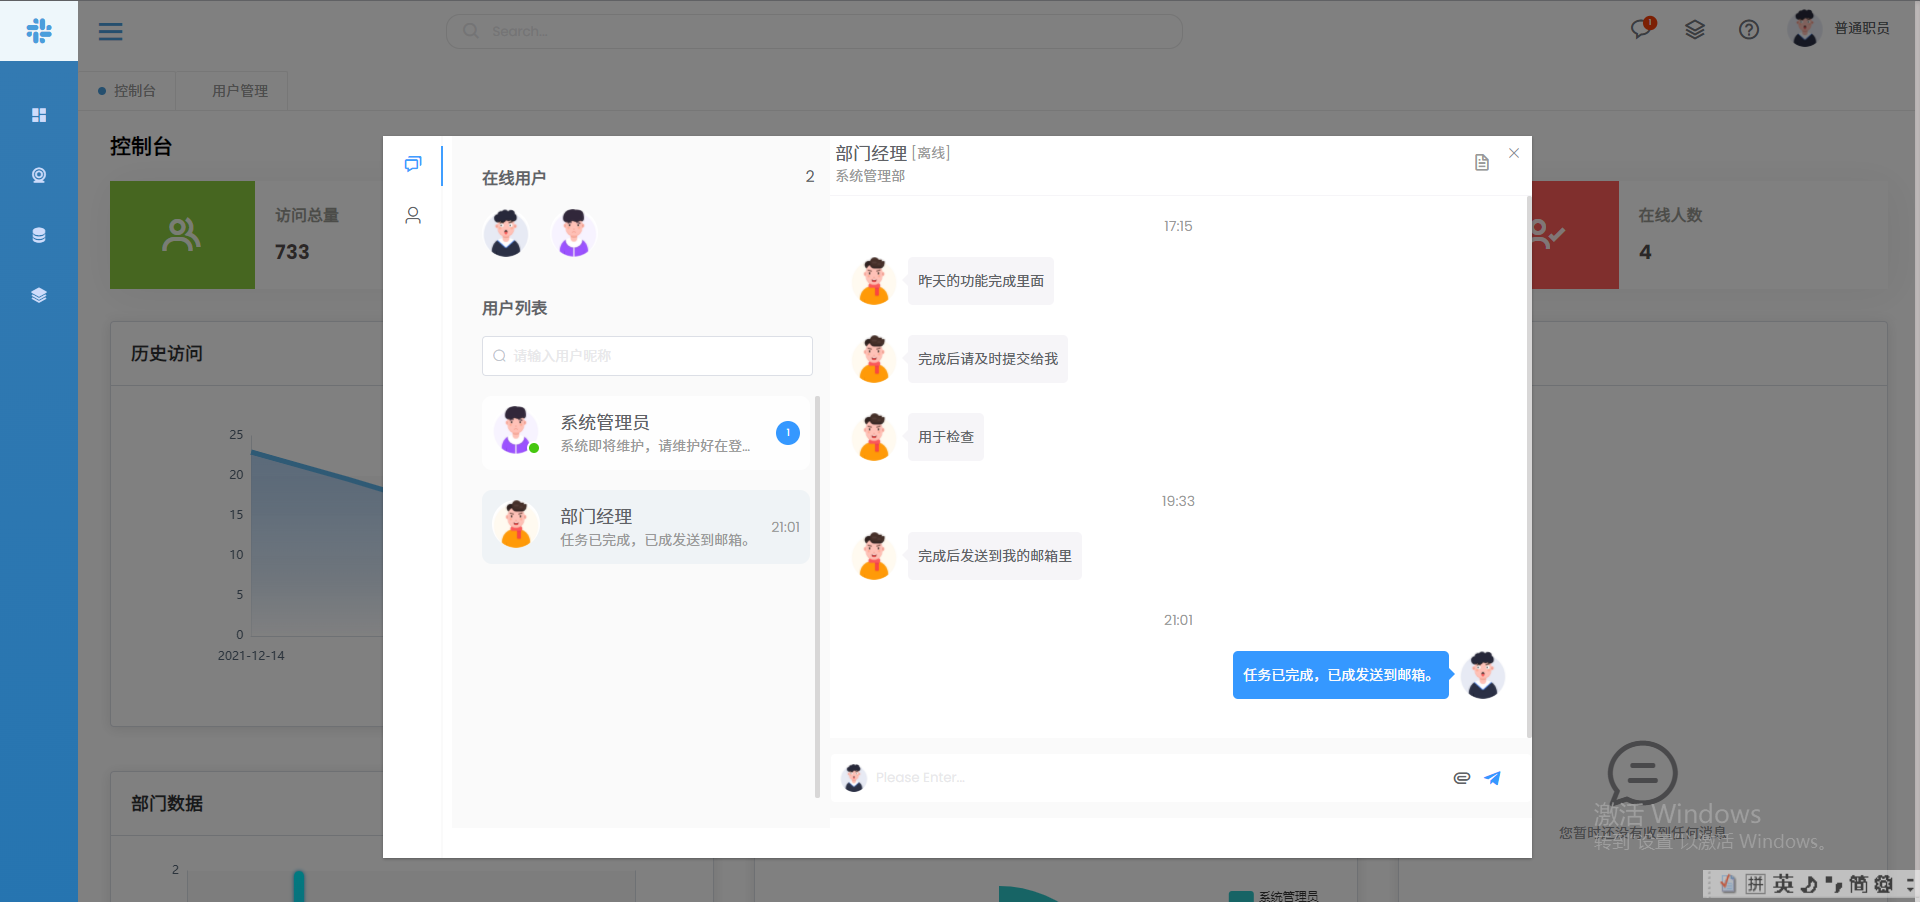 Search...
1
普通职员
控制台
用户管理
控制台
访问总量
733
在线人数
4
历史访问
25
20
15
10
5
0
2021-12-14
部门数据
2
在线用户
2
用户列表
请输入用户昵称
系统管理员
系统即将维护，请维护好在登...
1
部门经理
任务已完成，已成发送到邮箱。
21:01
部门经理 [离线]
系统管理部
17:15
昨天的功能完成里面
完成后请及时提交给我
用于检查
19:33
完成后发送到我的邮箱里
21:01
任务已完成，已成发送到邮箱。
Please Enter...
您暂时还没有收到任何消息
激活 Windows
转到"设置"以激活 Windows。
系统管理员
拼 英 简